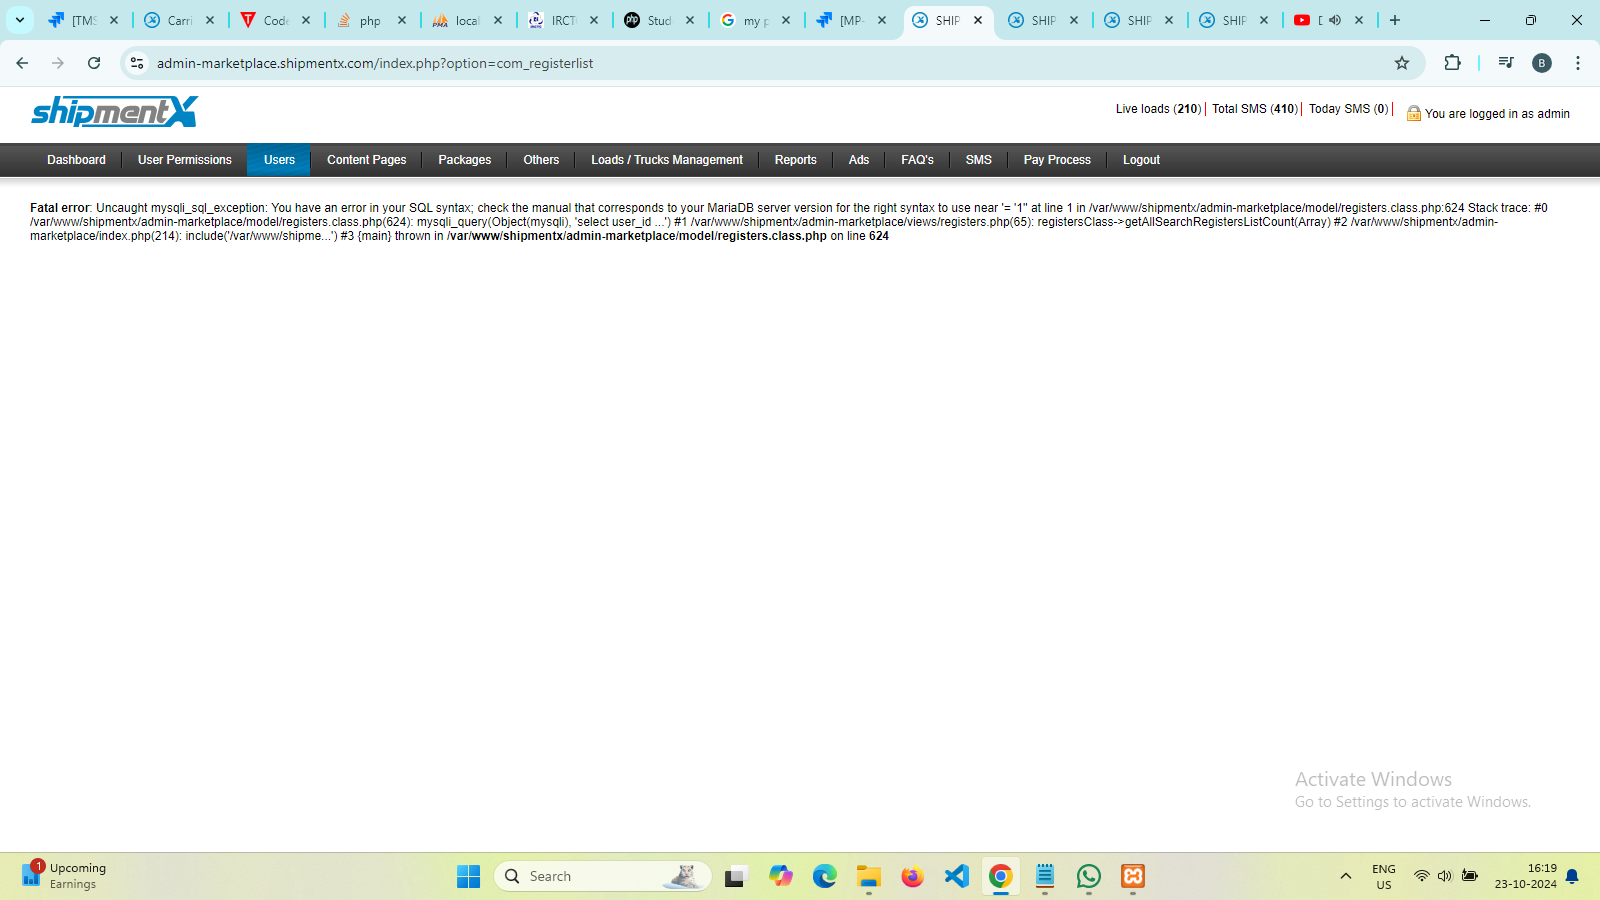 [TMS
Carri
Code
php
local
IRCT
Stud
my p
[MP-
SHIP
SHIP
SHIP
SHIP
D
admin-marketplace.shipmentx.com/index.php?option=com_registerlist
B
shipmentX
Live loads (210) | Total SMS (410) | Today SMS (0) |
You are logged in as admin
Dashboard
User Permissions
Users
Content Pages
Packages
Others
Loads / Trucks Management
Reports
Ads
FAQ's
SMS
Pay Process
Logout
Fatal error: Uncaught mysqli_sql_exception: You have an error in your SQL syntax; check the manual that corresponds to your MariaDB server version for the right syntax to use near '= '1'' at line 1 in /var/www/shipmentx/admin-marketplace/model/registers.class.php:624 Stack trace: #0
/var/www/shipmentx/admin-marketplace/model/registers.class.php(624): mysqli_query(Object(mysqli), 'select user_id ...') #1 /var/www/shipmentx/admin-marketplace/views/registers.php(65): registersClass->getAllSearchRegistersListCount(Array) #2 /var/www/shipmentx/admin-
marketplace/index.php(214): include('/var/www/shipme...') #3 {main} thrown in /var/www/shipmentx/admin-marketplace/model/registers.class.php on line 624
Activate Windows
Go to Settings to activate Windows.
1
Upcoming
Earnings
Search
ENG
US
16:19
23-10-2024